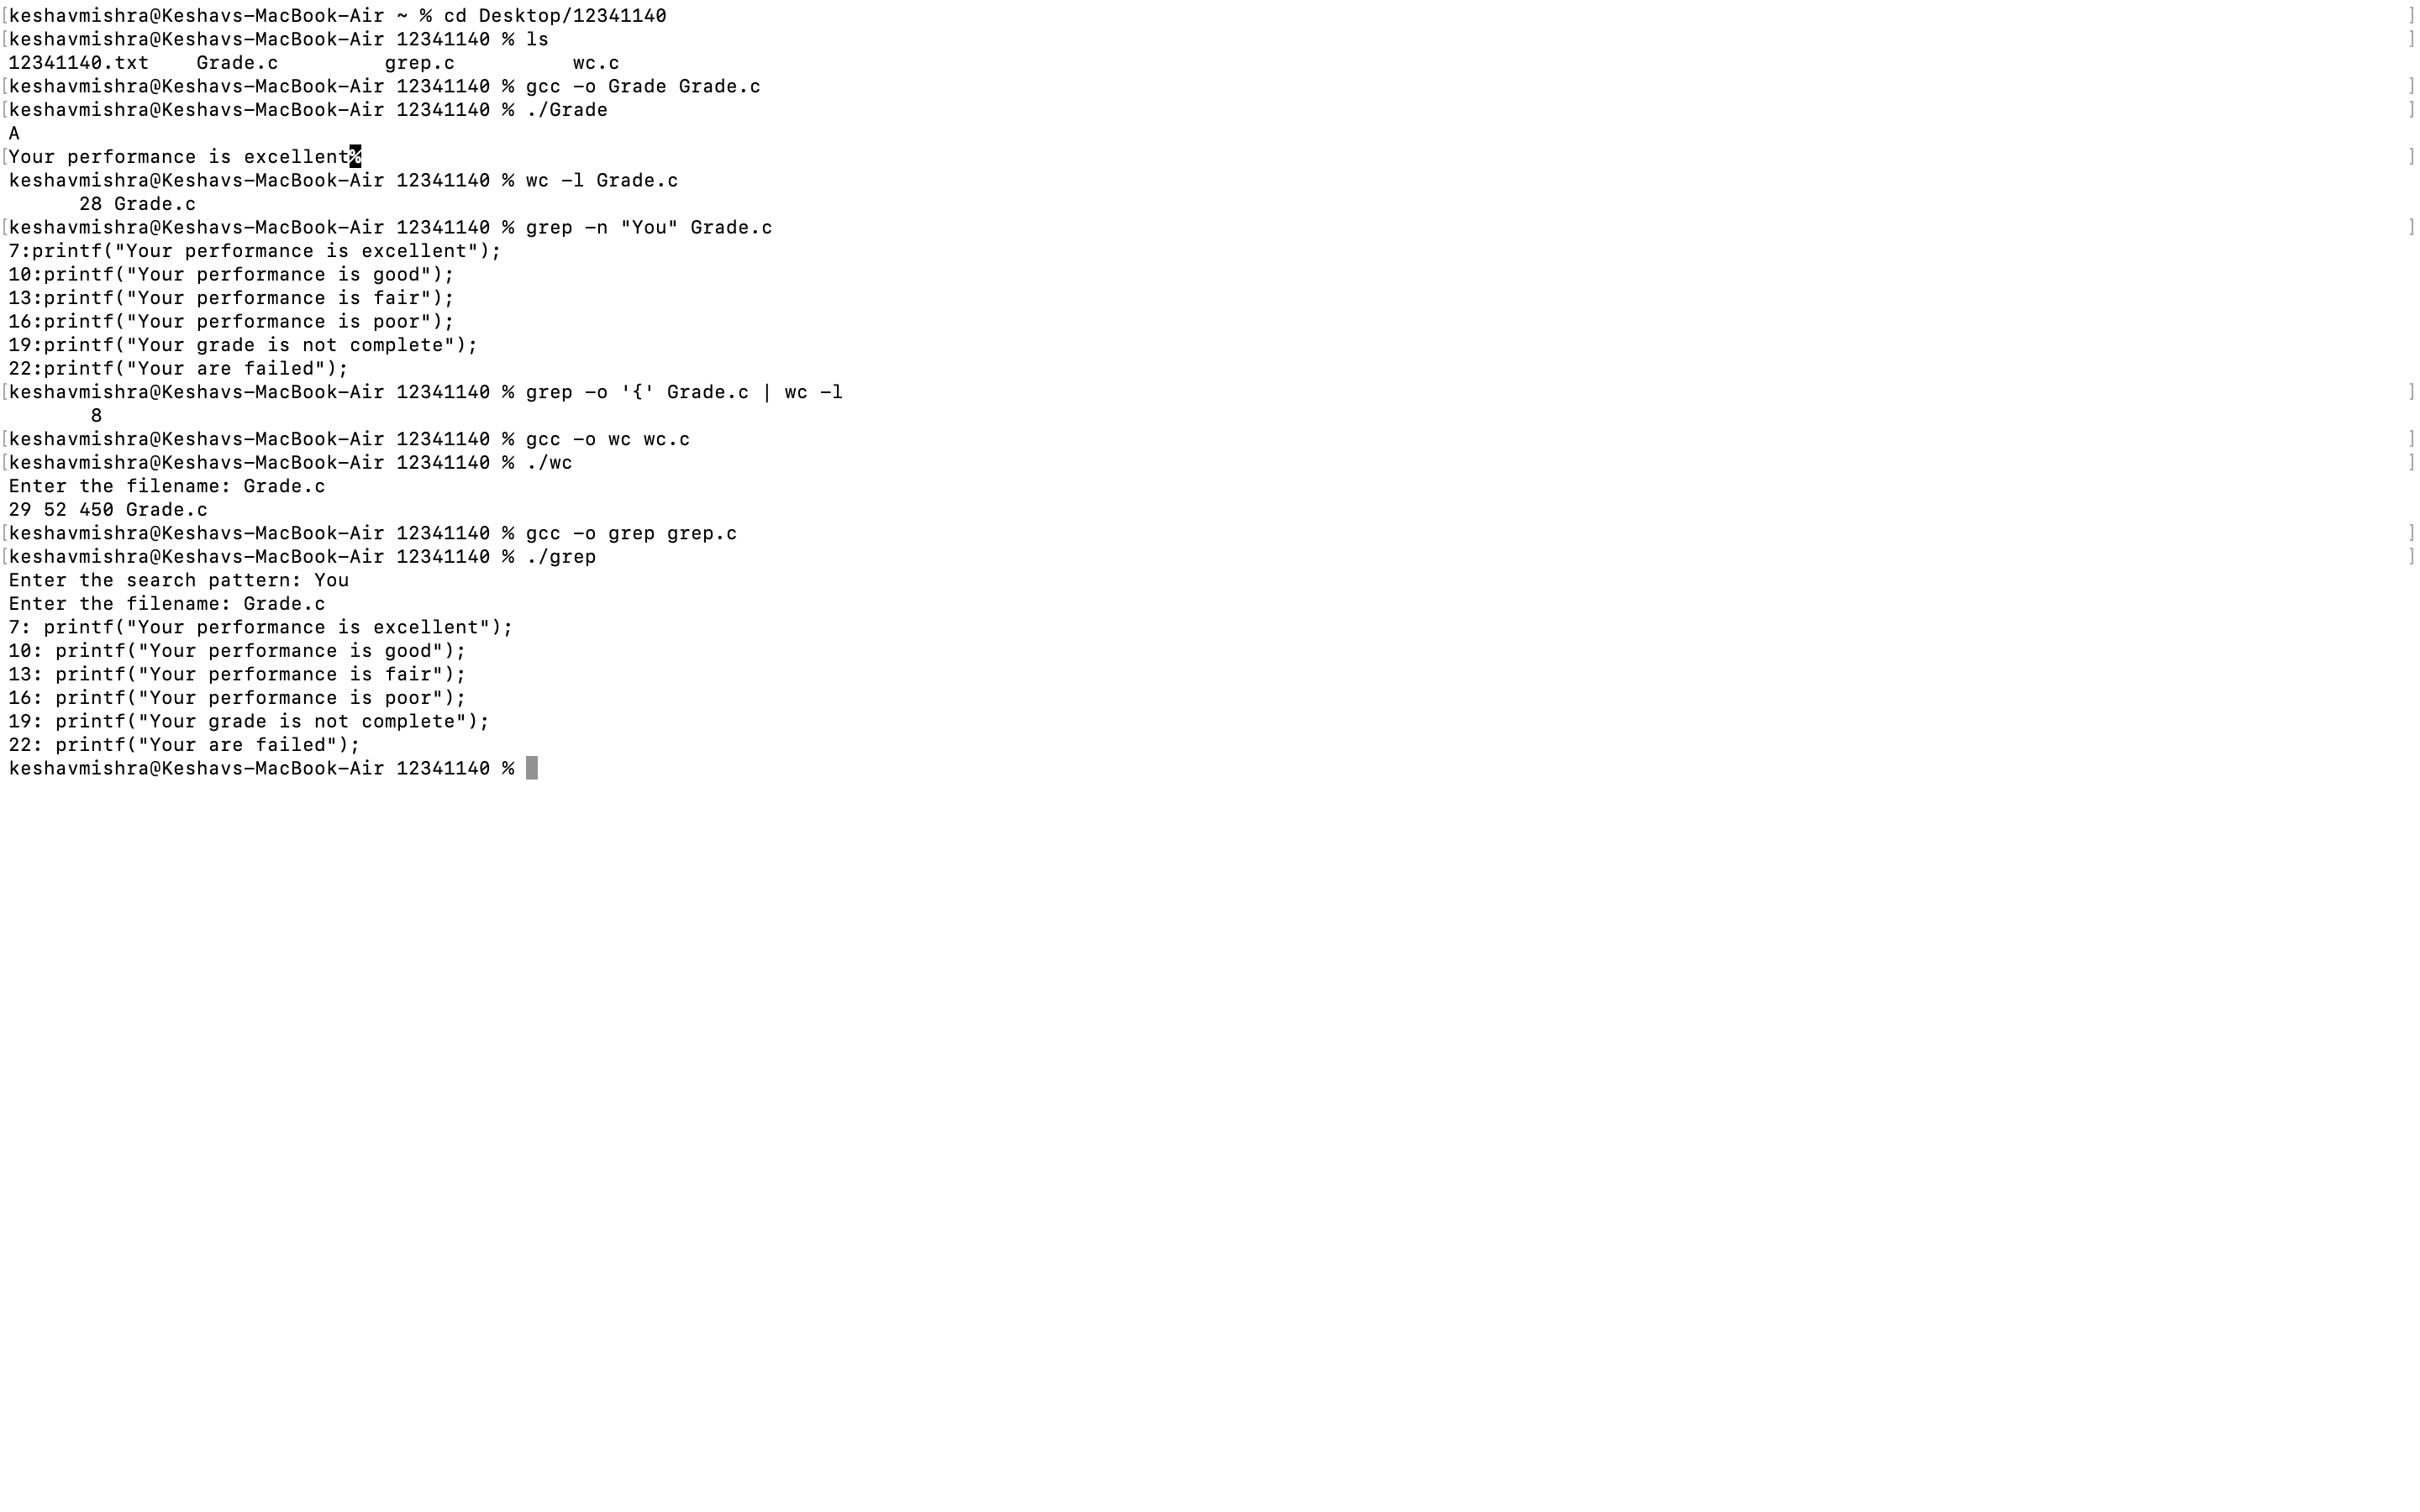 [keshavmishra@Keshavs-MacBook-Air ~ % cd Desktop/12341140 ]
[keshavmishra@Keshavs-MacBook-Air 12341140 % ls ]
12341140.txt    Grade.c         grep.c          wc.c
[keshavmishra@Keshavs-MacBook-Air 12341140 % gcc -o Grade Grade.c ]
[keshavmishra@Keshavs-MacBook-Air 12341140 % ./Grade ]
A
[Your performance is excellent% ]
keshavmishra@Keshavs-MacBook-Air 12341140 % wc -l Grade.c
      28 Grade.c
[keshavmishra@Keshavs-MacBook-Air 12341140 % grep -n "You" Grade.c ]
7:printf("Your performance is excellent");
10:printf("Your performance is good");
13:printf("Your performance is fair");
16:printf("Your performance is poor");
19:printf("Your grade is not complete");
22:printf("Your are failed");
[keshavmishra@Keshavs-MacBook-Air 12341140 % grep -o '{' Grade.c | wc -l ]
       8
[keshavmishra@Keshavs-MacBook-Air 12341140 % gcc -o wc wc.c ]
[keshavmishra@Keshavs-MacBook-Air 12341140 % ./wc ]
Enter the filename: Grade.c
29 52 450 Grade.c
[keshavmishra@Keshavs-MacBook-Air 12341140 % gcc -o grep grep.c ]
[keshavmishra@Keshavs-MacBook-Air 12341140 % ./grep ]
Enter the search pattern: You
Enter the filename: Grade.c
7: printf("Your performance is excellent");
10: printf("Your performance is good");
13: printf("Your performance is fair");
16: printf("Your performance is poor");
19: printf("Your grade is not complete");
22: printf("Your are failed");
keshavmishra@Keshavs-MacBook-Air 12341140 %